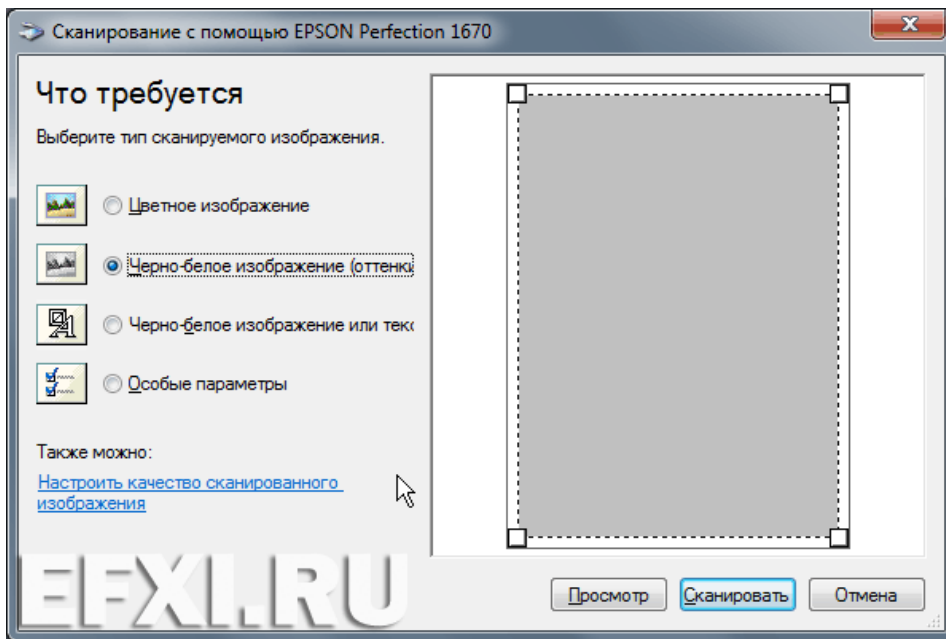 Сканирование с помощью EPSON Perfection 1670
Что требуется
Выберите тип сканируемого изображения.
Цветное изображение
Черно-белое изображение (оттенки
Черно-белое изображение или текс
Особые параметры
Также можно:
Настроить качество сканированного
изображения
EFXI.RU
Просмотр
Сканировать
Отмена